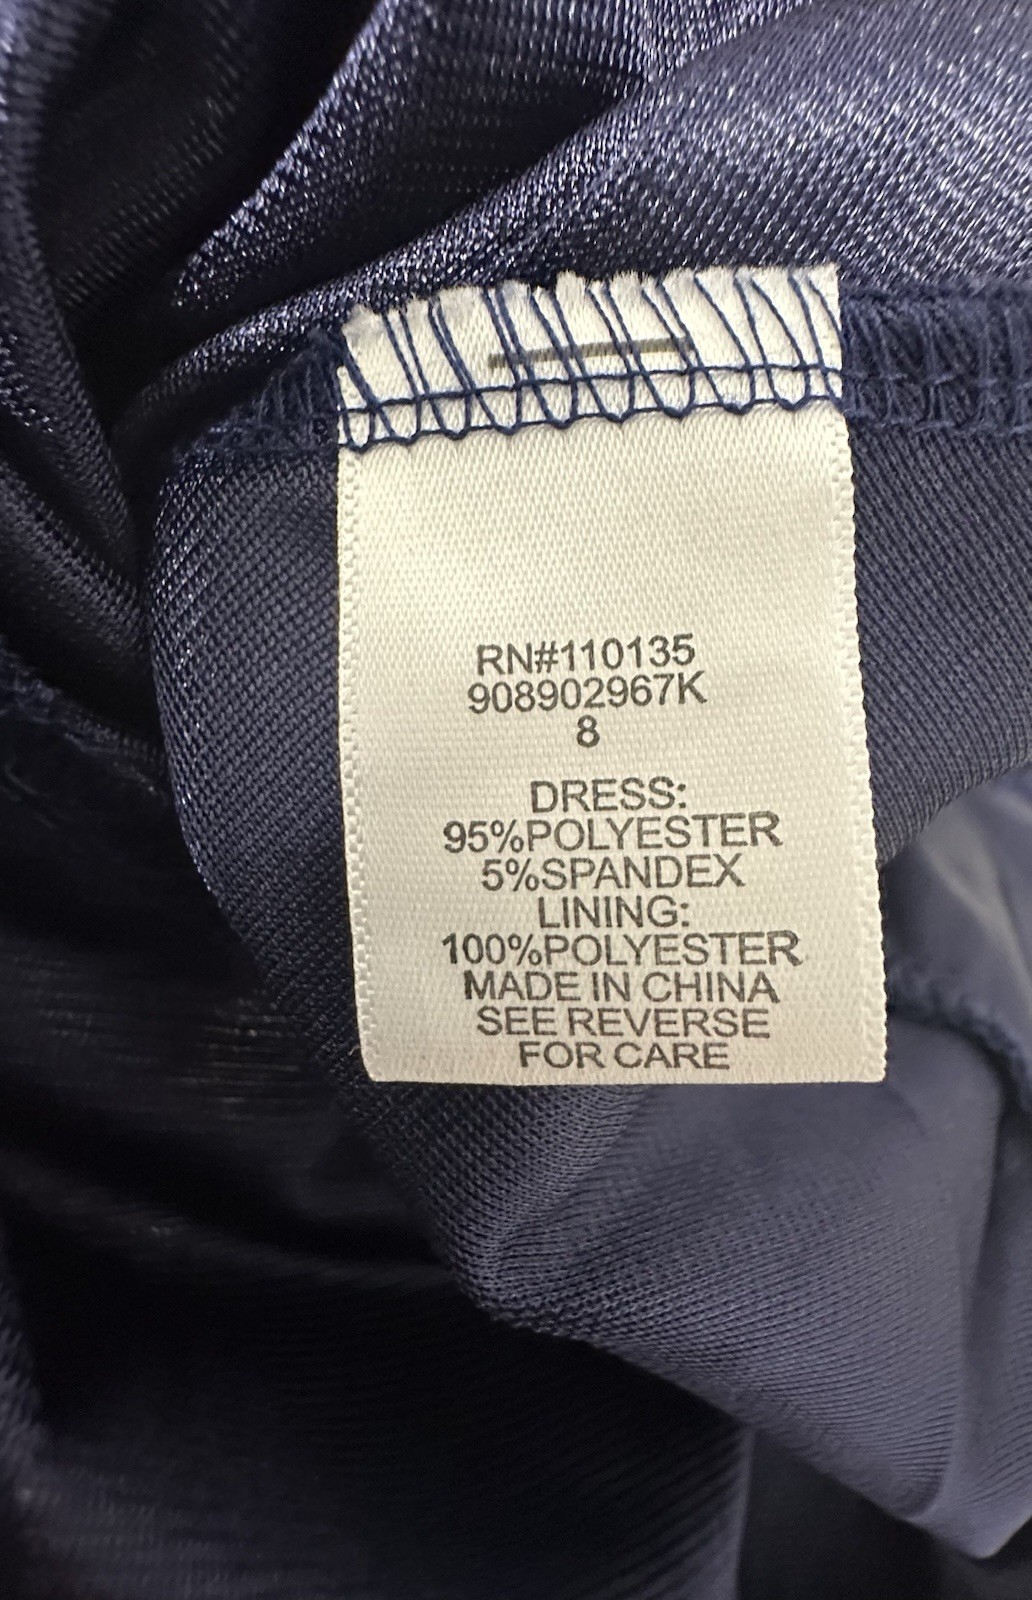 RN#110135
908902967K
8
DRESS:
95%POLYESTER
5%SPANDEX
LINING:
100%POLYESTER
MADE IN CHINA
SEE REVERSE
FOR CARE